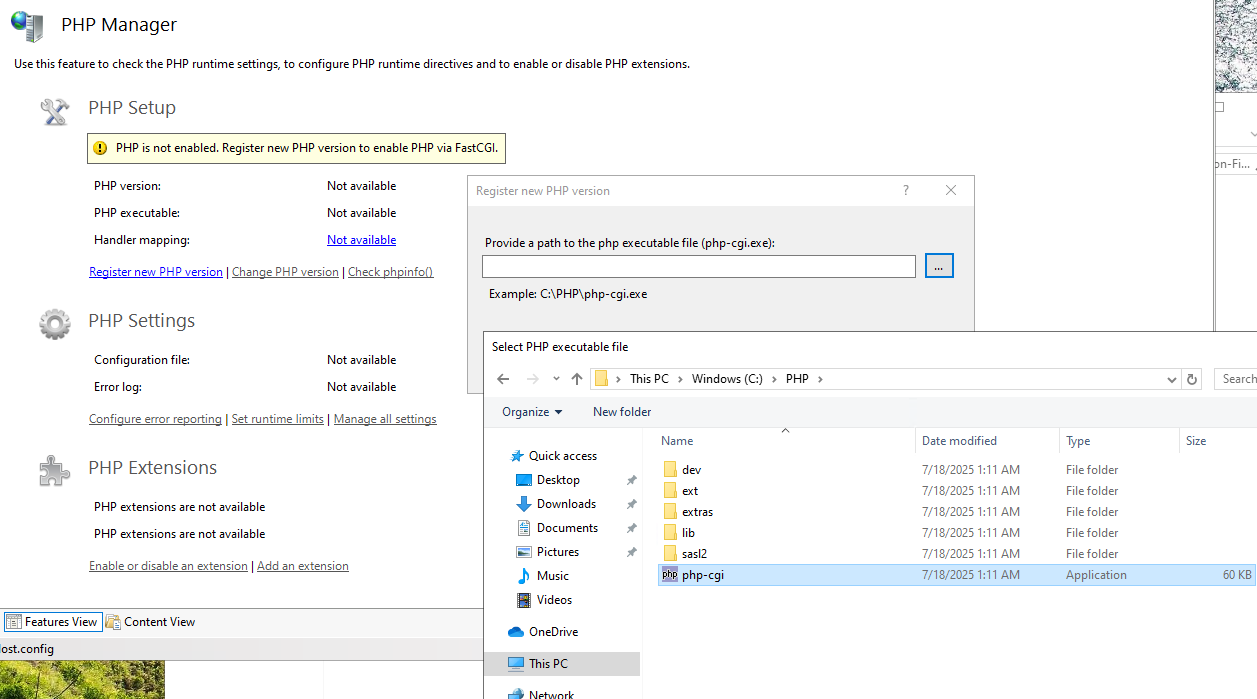 PHP Manager
Use this feature to check the PHP runtime settings, to configure PHP runtime directives and to enable or disable PHP extensions.
PHP Setup
PHP is not enabled. Register new PHP version to enable PHP via FastCGI.
PHP version: Not available
PHP executable: Not available
Handler mapping: Not available
Register new PHP version | Change PHP version | Check phpinfo()
PHP Settings
Configuration file: Not available
Error log: Not available
Configure error reporting | Set runtime limits | Manage all settings
PHP Extensions
PHP extensions are not available
PHP extensions are not available
Enable or disable an extension | Add an extension
Features View Content View
ost.config
Register new PHP version ?
Provide a path to the php executable file (php-cgi.exe):
...
Example: C:\PHP\php-cgi.exe
on-Fi...
Select PHP executable file
This PC > Windows (C:) > PHP >
Search
Organize New folder
Name Date modified Type Size
Quick access
Desktop
Downloads
Documents
Pictures
Music
Videos
OneDrive
This PC
Network
dev 7/18/2025 1:11 AM File folder
ext 7/18/2025 1:11 AM File folder
extras 7/18/2025 1:11 AM File folder
lib 7/18/2025 1:11 AM File folder
sasl2 7/18/2025 1:11 AM File folder
php php-cgi 7/18/2025 1:11 AM Application 60 KB